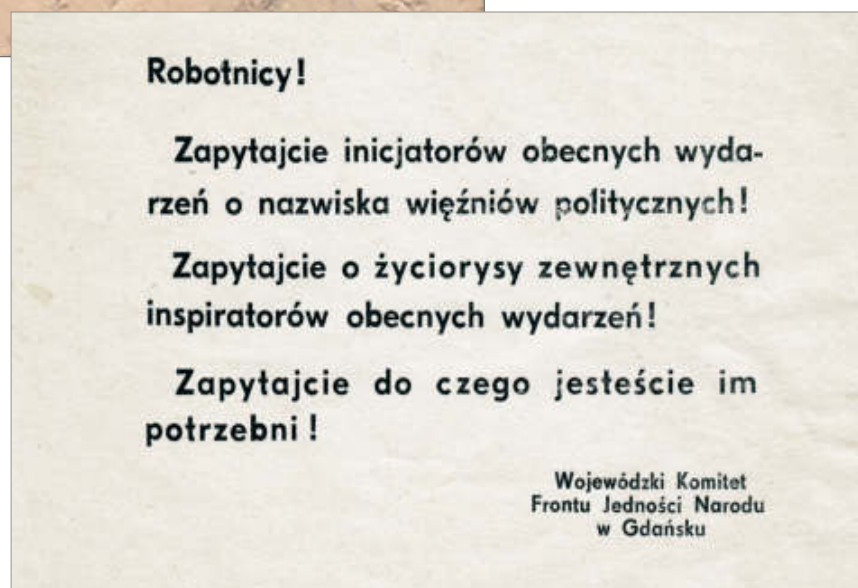 Robotnicy!
Zapytajcie inicjatorów obecnych wyda-
rzeń o nazwiska więźniów politycznych!
Zapytajcie o życiorysy zewnętrznych
inspiratorów obecnych wydarzeń!
Zapytajcie do czego jesteście im
potrzebni!
Wojewódzki Komitet
Frontu Jedności Narodu
w Gdańsku